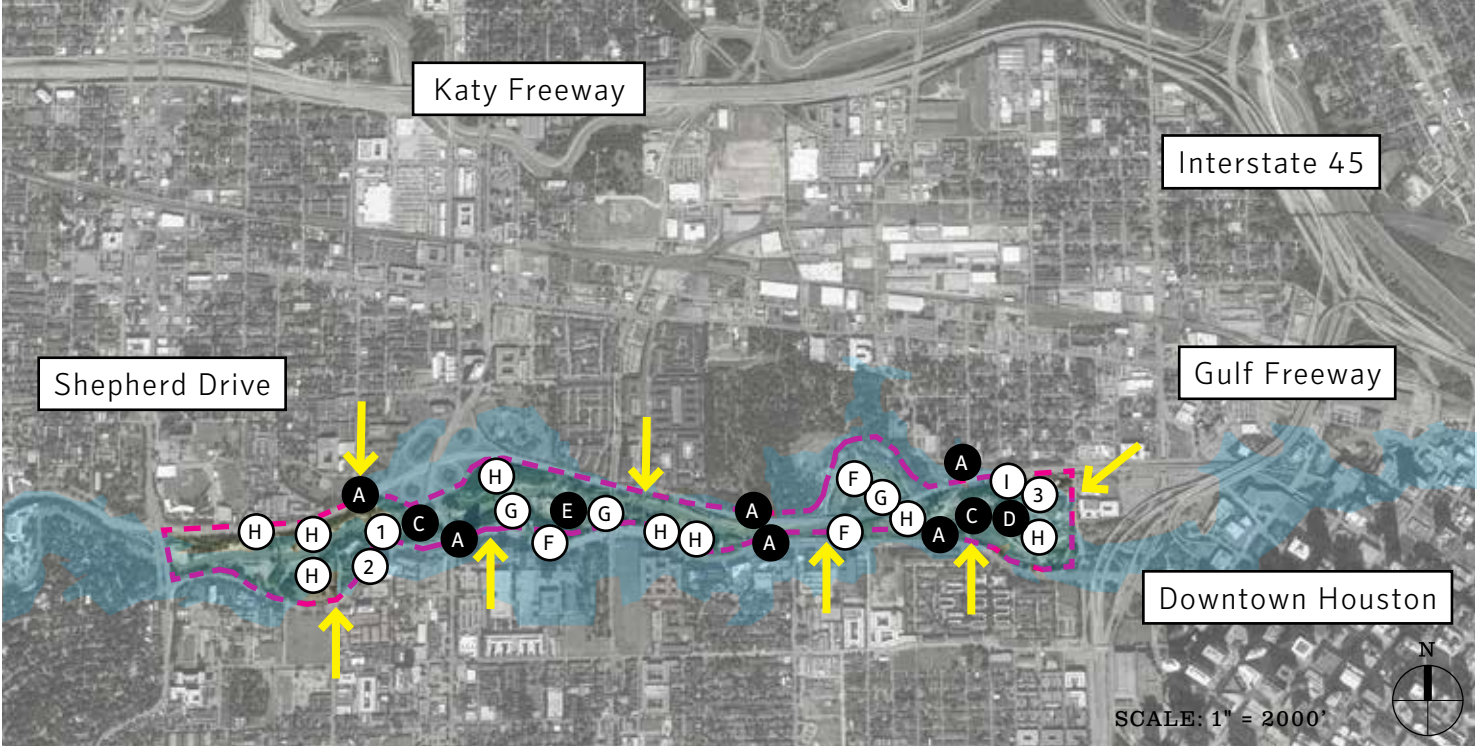 Katy Freeway
Interstate 45
Shepherd Drive
Gulf Freeway
A
I
H
F
3
A
G
G
E
A
C
D
H
H
1
C
H
F
H
A
H
H
A
F
A
H
2
H
Downtown Houston
N
SCALE: 1" = 2000'